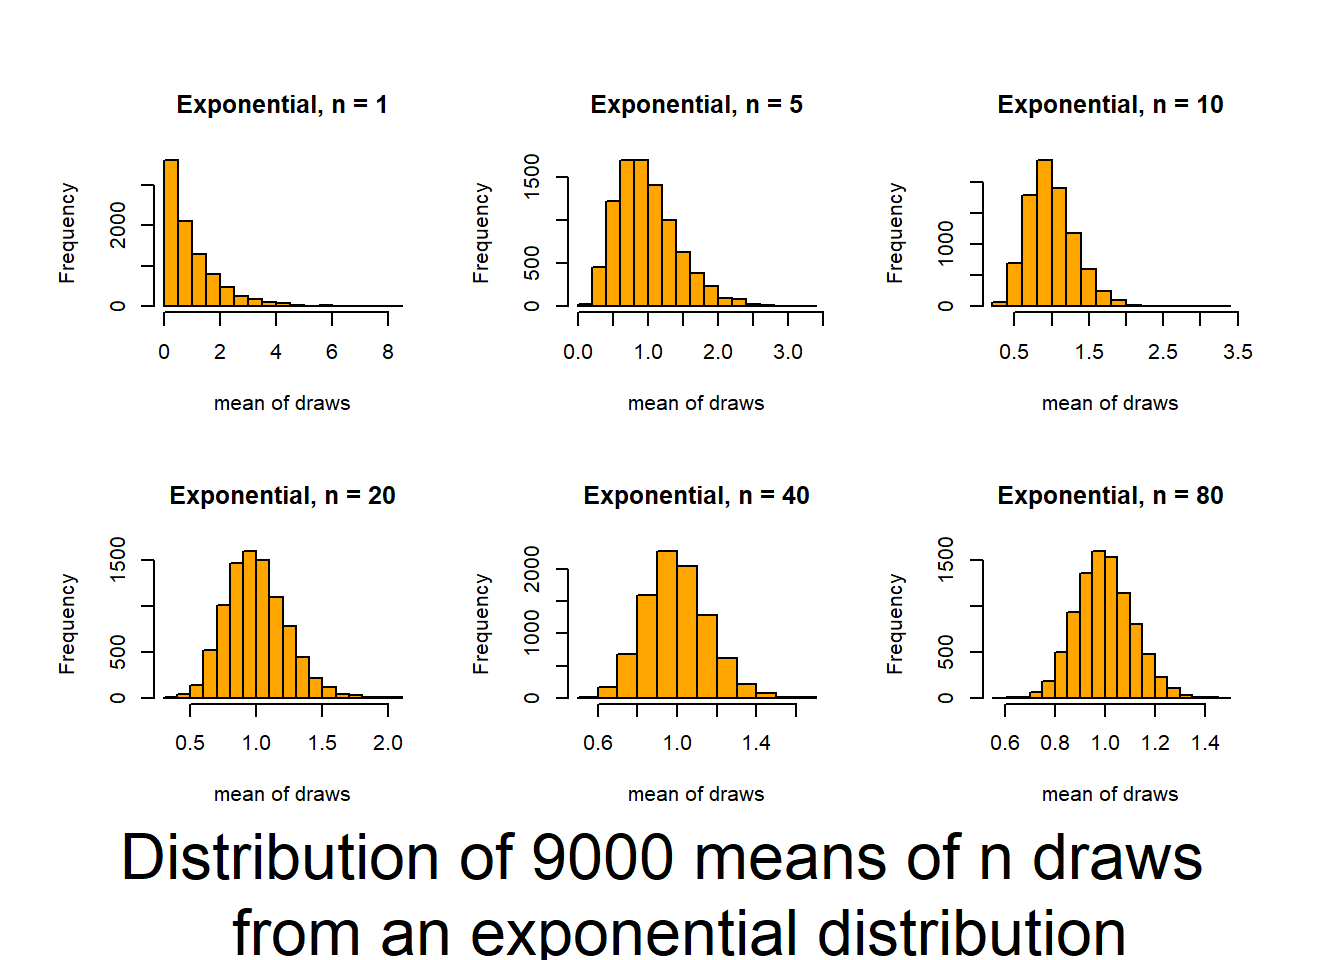 Exponential, n = 1
Frequency
0
2000
0 2 4 6 8
mean of draws
Exponential, n = 5
Frequency
0
500
1500
0.0 1.0 2.0 3.0
mean of draws
Exponential, n = 10
Frequency
0
1000
0.5 1.5 2.5 3.5
mean of draws
Exponential, n = 20
Frequency
0
500
1500
0.5 1.0 1.5 2.0
mean of draws
Exponential, n = 40
Frequency
0
1000
2000
0.6 1.0 1.4
mean of draws
Exponential, n = 80
Frequency
0
500
1500
0.6 0.8 1.0 1.2 1.4
mean of draws
Distribution of 9000 means of n draws
from an exponential distribution